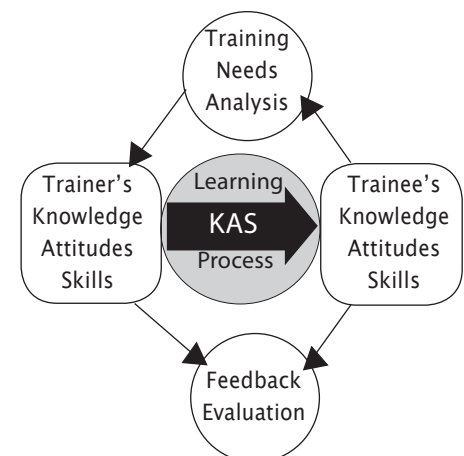 Training
Needs
Analysis
Trainer's
Knowledge
Attitudes
Skills
Learning
KAS
Process
Trainee's
Knowledge
Attitudes
Skills
Feedback
Evaluation